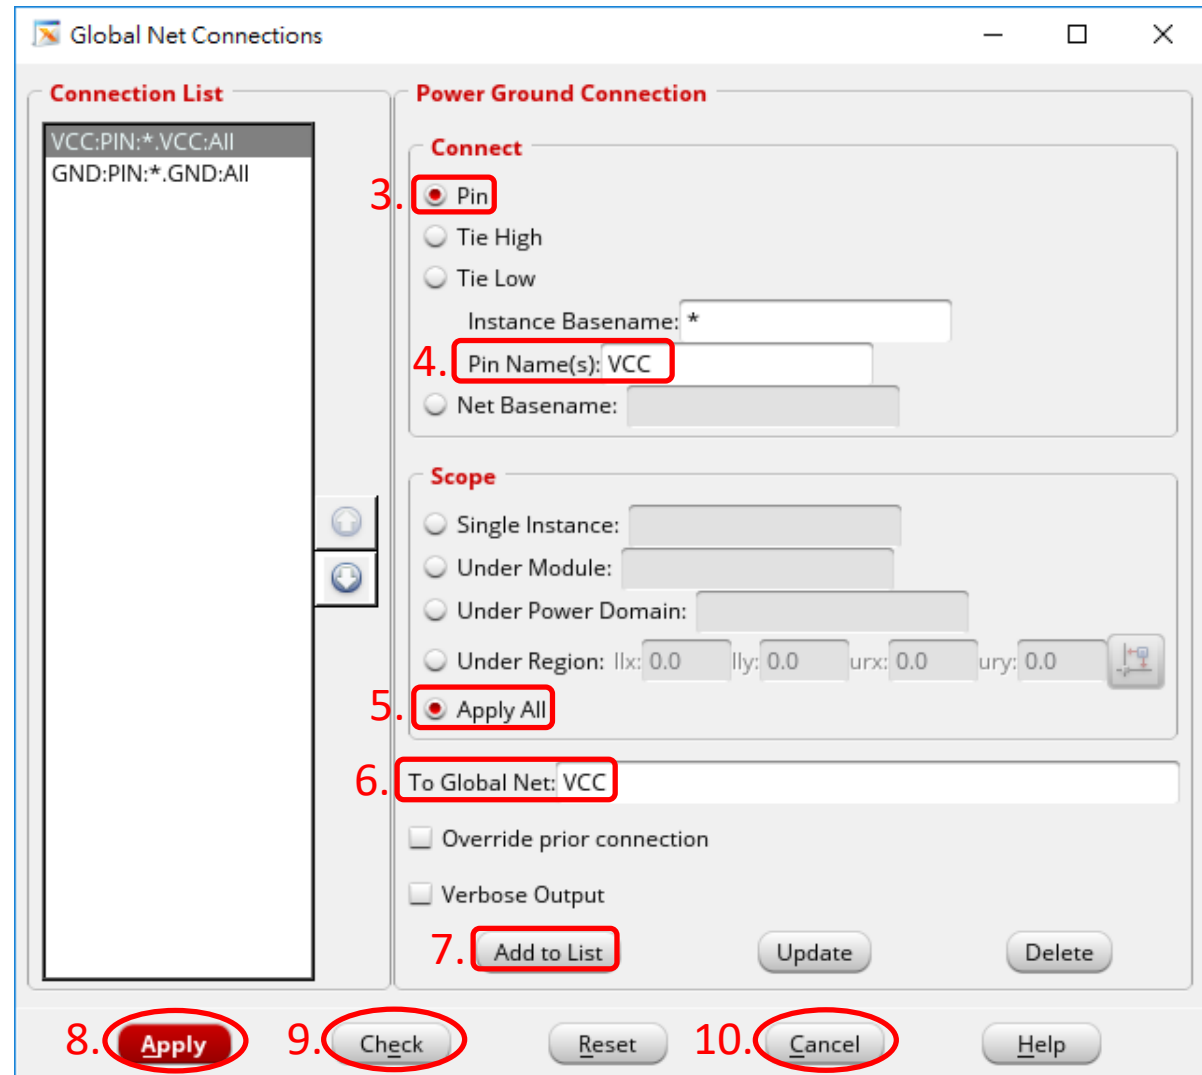 Global Net Connections
Connection List
VCC:PIN:*.VCC:All
GND:PIN:*.GND:All
Power Ground Connection
Connect
3. Pin
Tie High
Tie Low
Instance Basename: *
4. Pin Name(s): VCC
Net Basename:
Scope
Single Instance:
Under Module:
Under Power Domain:
Under Region: llx: 0.0 lly: 0.0 urx: 0.0 ury: 0.0
5. Apply All
6. To Global Net: VCC
Override prior connection
Verbose Output
7. Add to List Update Delete
8. Apply 9. Check Reset 10. Cancel Help